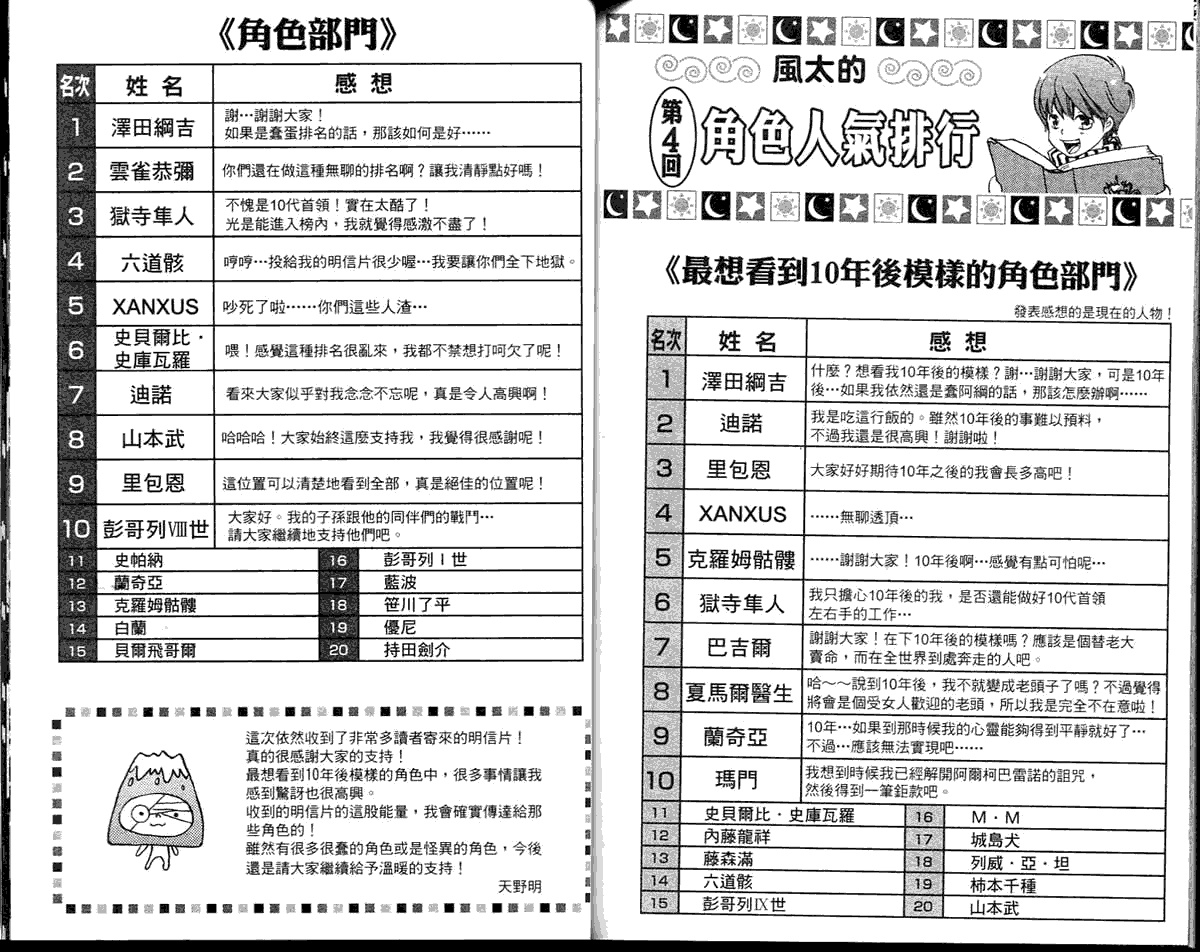 風太的
第4回
角色人氣排行
《最想看到10年後模樣的角色部門》
發表感想的是現在的人物！
名次 姓名 感想
1 澤田綱吉 什麼？想看我10年後的模樣？謝…謝謝大家，可是10年
後…如果我依然還是蠢阿綱的話，那該怎麼辦啊……
2 迪諾 我是吃這行飯的。雖然10年後的事難以預料，
不過我還是很高興！謝謝啦！
3 里包恩 大家好好期待10年之後的我會長多高吧！
4 XANXUS ……無聊透頂…
5 克羅姆骷髏 ……謝謝大家！10年後啊…感覺有點可怕呢…
6 獄寺隼人 我只擔心10年後的我，是否還能做好10代首領
左右手的工作…
7 巴吉爾 謝謝大家！在下10年後的模樣嗎？應該是個替老大
賣命，而在全世界到處奔走的人吧。
8 夏馬爾醫生 哈～～說到10年後，我不就變成老頭子了嗎？不過覺得
將會是個受女人歡迎的老頭，所以我是完全不在意啦！
9 蘭奇亞 10年…如果到那時候我的心靈能夠得到平靜就好了…
不過…應該無法實現吧……
10 瑪門 我想到時候我已經解開阿爾柯巴雷諾的詛咒，
然後得到一筆鉅款吧。
11 史貝爾比・史庫瓦羅 16 M・M
12 內藤龍祥 17 城島犬
13 藤森滿 18 列威・亞・坦
14 六道骸 19 柿本千種
15 彭哥列Ⅸ世 20 山本武
《角色部門》
名次 姓名 感想
1 澤田綱吉 謝…謝謝大家！
如果是蠢蛋排名的話，那該如何是好……
2 雲雀恭彌 你們還在做這種無聊的排名啊？讓我清靜點好嗎！
3 獄寺隼人 不愧是10代首領！實在太酷了！
光是能進入榜內，我就覺得感激不盡了！
4 六道骸 哼哼…投給我的明信片很少喔…我要讓你們全下地獄。
5 XANXUS 吵死了啦……你們這些人渣…
6 史貝爾比・
史庫瓦羅 喂！感覺這種排名很亂來，我都不禁想打呵欠了呢！
7 迪諾 看來大家似乎對我念念不忘呢，真是令人高興啊！
8 山本武 哈哈哈！大家始終這麼支持我，我覺得很感謝呢！
9 里包恩 這位置可以清楚地看到全部，真是絕佳的位置呢！
10 彭哥列Ⅷ世 大家好。我的子孫跟他的同伴們的戰鬥…
請大家繼續地支持他們吧。
11 史帕納 16 彭哥列Ⅰ世
12 蘭奇亞 17 藍波
13 克羅姆骷髏 18 笹川了平
14 白蘭 19 優尼
15 貝爾飛哥爾 20 持田劍介
這次依然收到了非常多讀者寄來的明信片！
真的很感謝大家的支持！
最想看到10年後模樣的角色中，很多事情讓我
感到驚訝也很高興。
收到的明信片的這股能量，我會確實傳達給那
些角色的！
雖然有很多很蠢的角色或是怪異的角色，今後
還是請大家繼續給予溫暖的支持！
天野明